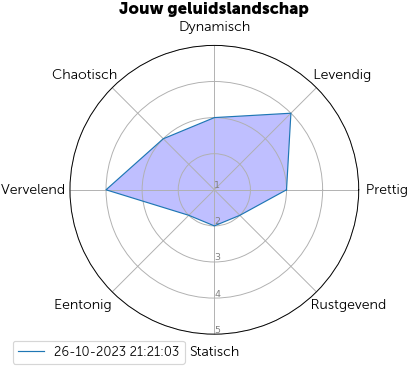 Jouw geluidslandschap
Dynamisch
Chaotisch
Levendig
Vervelend
1
Prettig
2
3
4
Eentonig
Rustgevend
5
26-10-2023 21:21:03
Statisch